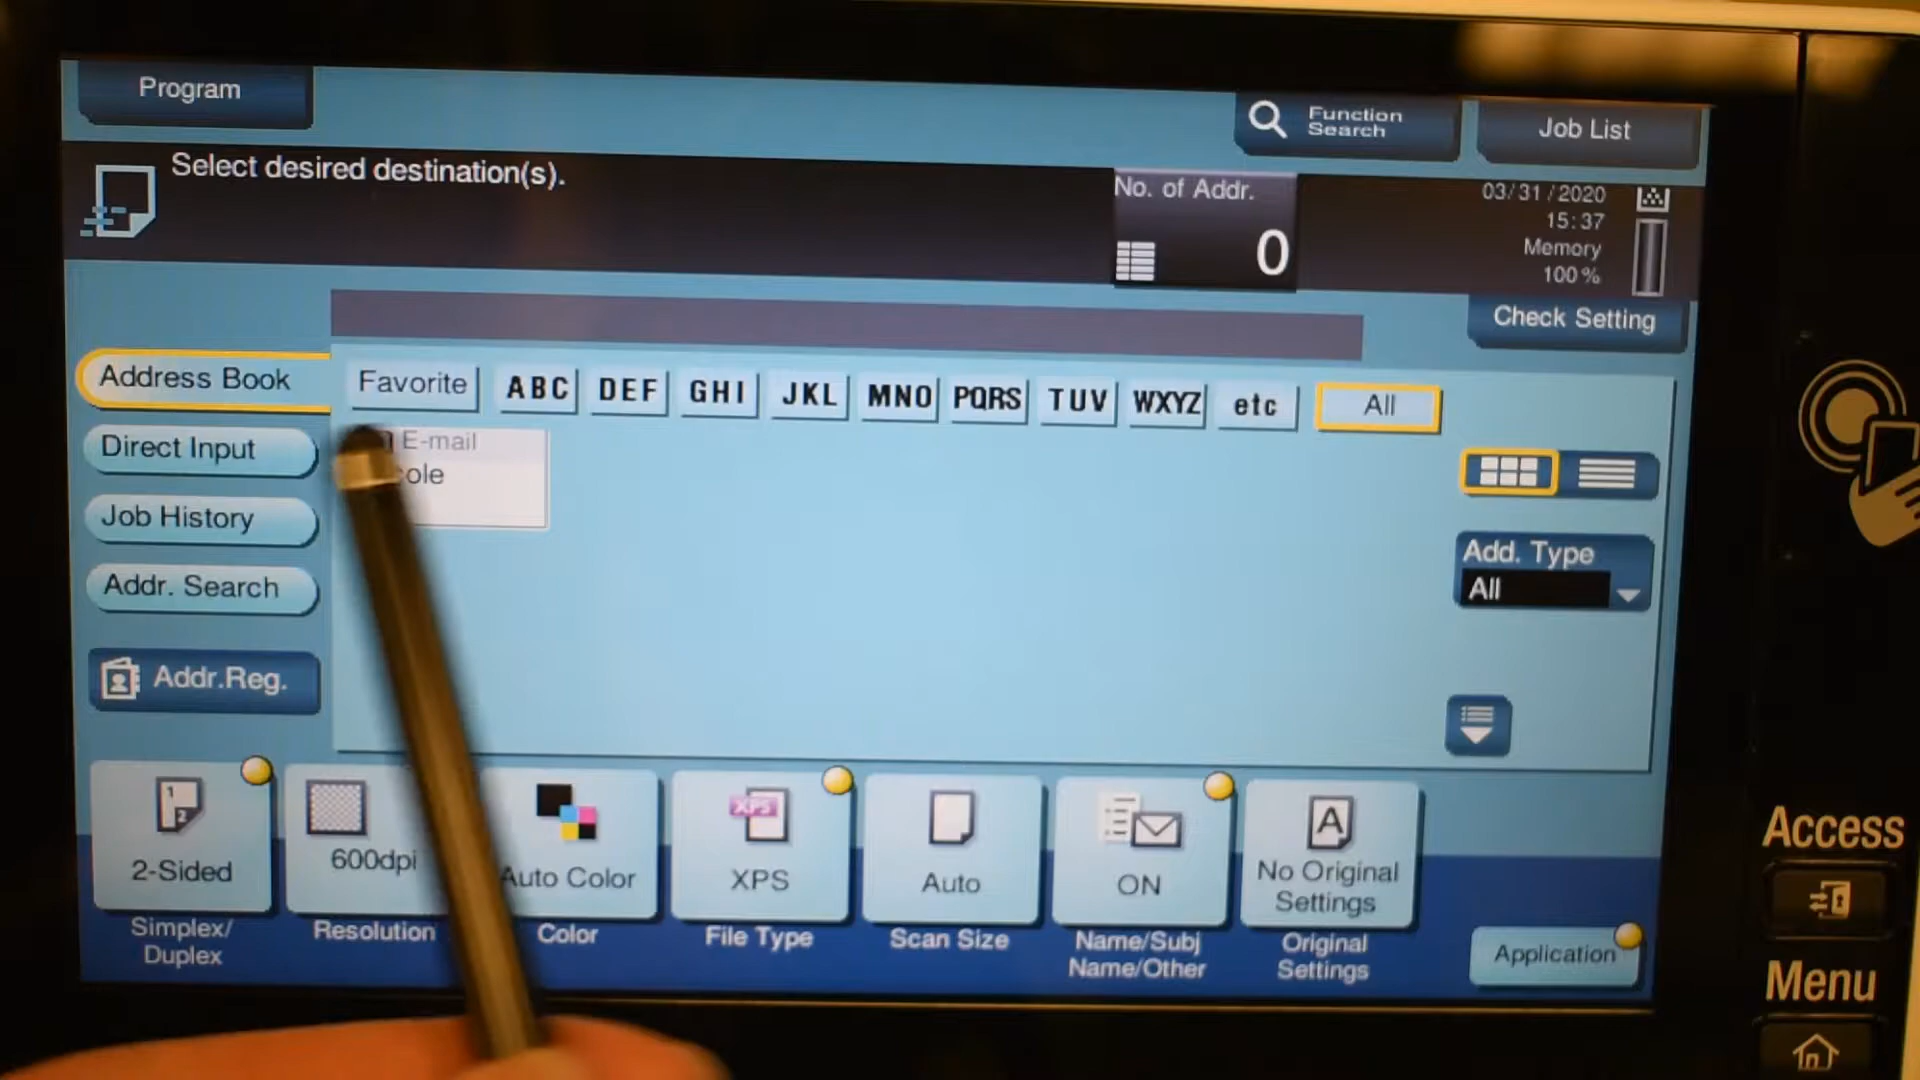 Program
Function
Search
Job List
Select desired destination(s).
No. of Addr.
0
03/31/2020
15:37
Memory
100%
Check Setting
Address Book
Favorite
ABC
DEF
GHI
JKL
MNO
PQRS
TUV
WXYZ
etc
All
Direct Input
E-mail
Job History
Addr. Search
Add. Type
All
Addr.Reg.
1
2
2-Sided
600dpi
Auto Color
XPS
XPS
Auto
ON
A
No Original
Settings
Simplex/
Duplex
Resolution
Color
File Type
Scan Size
Name/Subj
Name/Other
Original
Settings
Application
Access
Menu